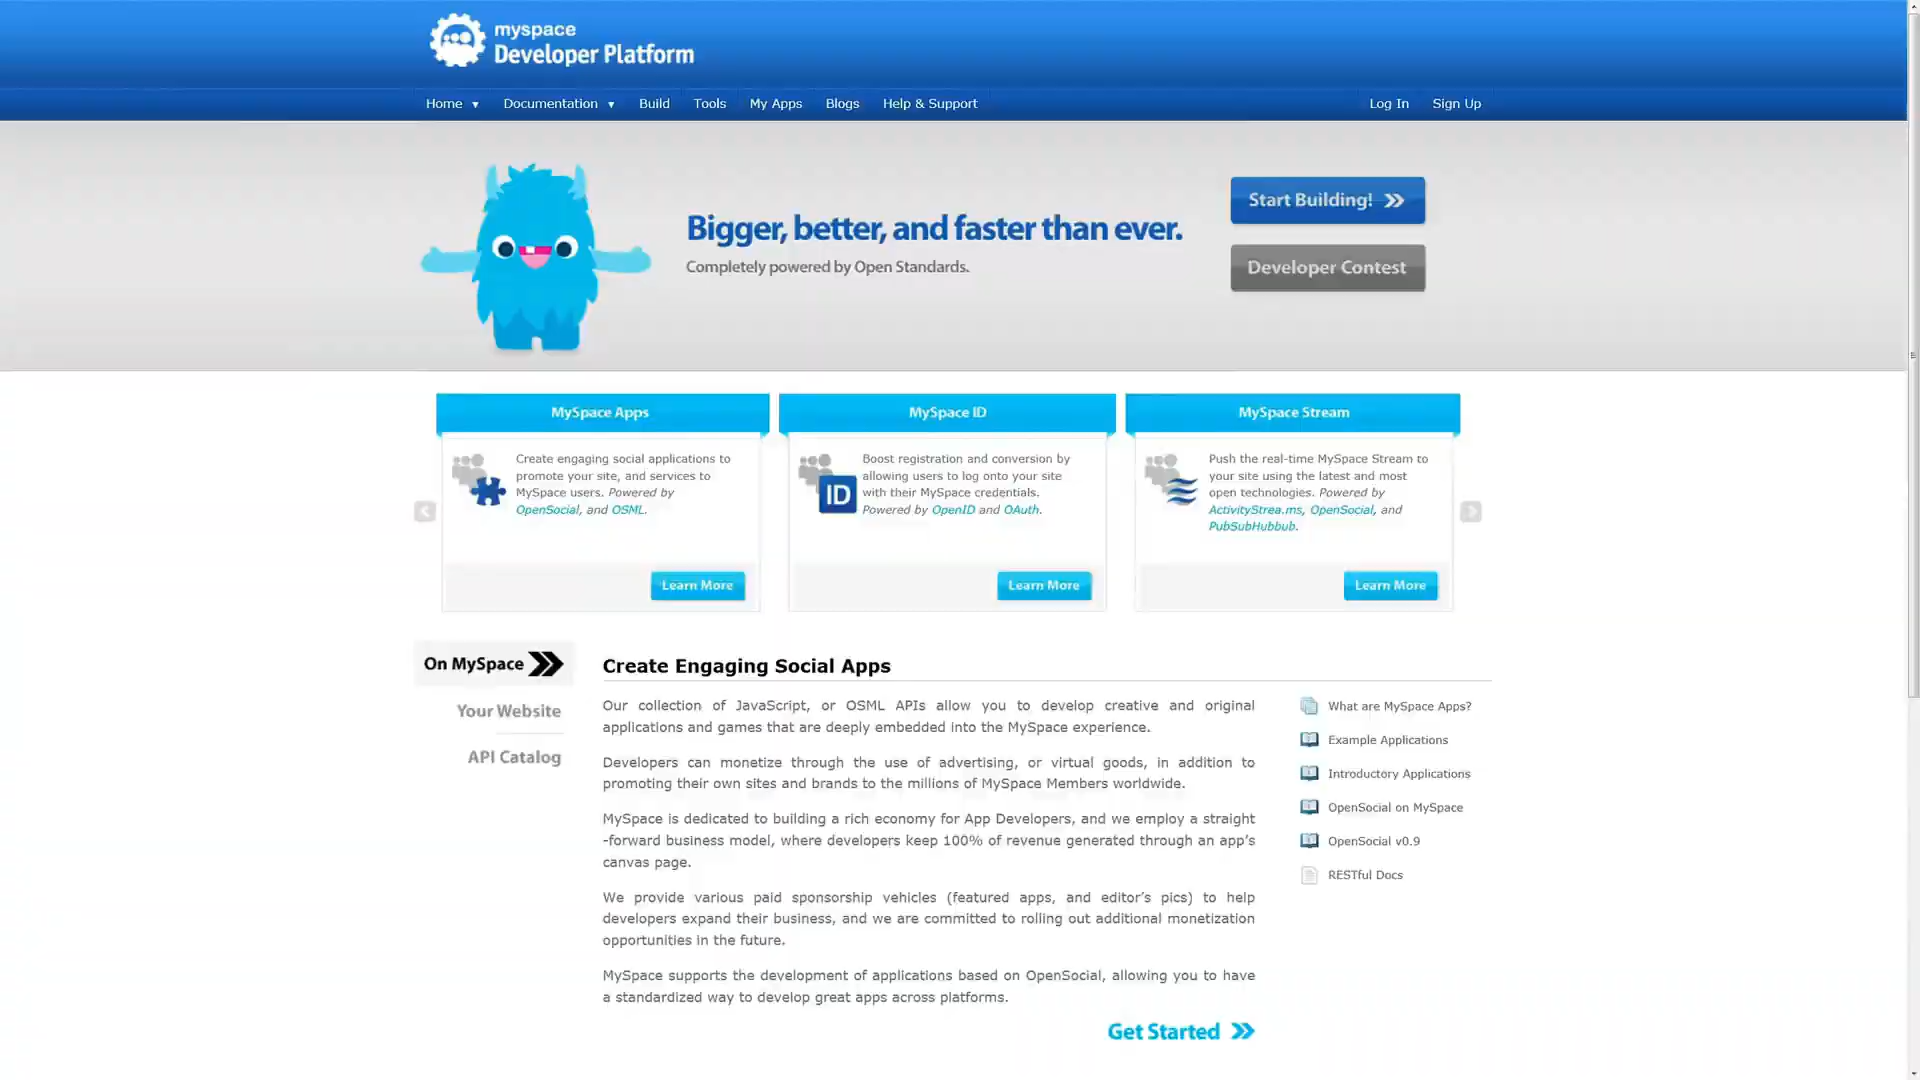 myspace
Developer Platform
Home ▼ Documentation ▼ Build Tools My Apps Blogs Help & Support Log In Sign Up
Bigger, better, and faster than ever.
Completely powered by Open Standards.
Start Building!
Developer Contest
MySpace Apps
Create engaging social applications to
promote your site, and services to
MySpace users. Powered by
OpenSocial, and OSML.
Learn More
MySpace ID
ID
Boost registration and conversion by
allowing users to log onto your site
with their MySpace credentials.
Powered by OpenID and OAuth.
Learn More
MySpace Stream
Push the real-time MySpace Stream to
your site using the latest and most
open technologies. Powered by
ActivityStrea.ms, OpenSocial, and
PubSubHubbub.
Learn More
On MySpace
Your Website
API Catalog
Create Engaging Social Apps
Our collection of JavaScript, or OSML APIs allow you to develop creative and original
applications and games that are deeply embedded into the MySpace experience.
Developers can monetize through the use of advertising, or virtual goods, in addition to
promoting their own sites and brands to the millions of MySpace Members worldwide.
MySpace is dedicated to building a rich economy for App Developers, and we employ a straight
-forward business model, where developers keep 100% of revenue generated through an app’s
canvas page.
We provide various paid sponsorship vehicles (featured apps, and editor’s pics) to help
developers expand their business, and we are committed to rolling out additional monetization
opportunities in the future.
MySpace supports the development of applications based on OpenSocial, allowing you to have
a standardized way to develop great apps across platforms.
Get Started
What are MySpace Apps?
Example Applications
Introductory Applications
OpenSocial on MySpace
OpenSocial v0.9
RESTful Docs